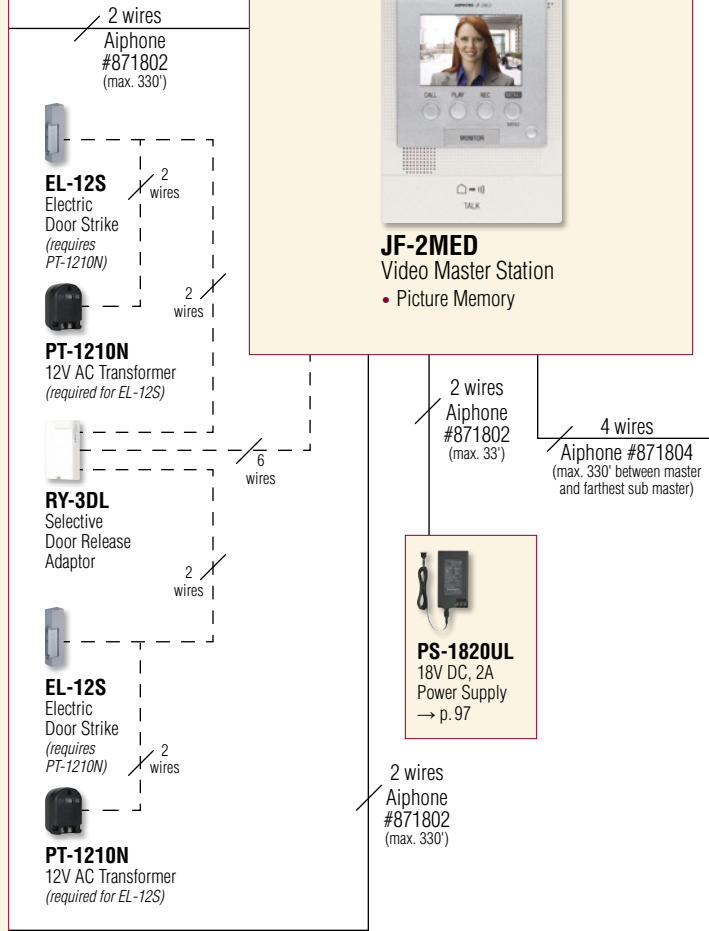 2 wires
Aiphone
#871802
(max. 330')
AIPHONE
CALL PLAY REC MENU
MENU
MONITOR
TALK
JF-2MED
Video Master Station
• Picture Memory
EL-12S
Electric
Door Strike
(requires
PT-1210N)
2
wires
PT-1210N
12V AC Transformer
(required for EL-12S)
2
wires
RY-3DL
Selective
Door Release
Adaptor
6
wires
2
wires
EL-12S
Electric
Door Strike
(requires
PT-1210N)
2
wires
PT-1210N
12V AC Transformer
(required for EL-12S)
2 wires
Aiphone
#871802
(max. 33')
4 wires
Aiphone #871804
(max. 330' between master
and farthest sub master)
PS-1820UL
18V DC, 2A
Power Supply
→ p. 97
2 wires
Aiphone
#871802
(max. 330')